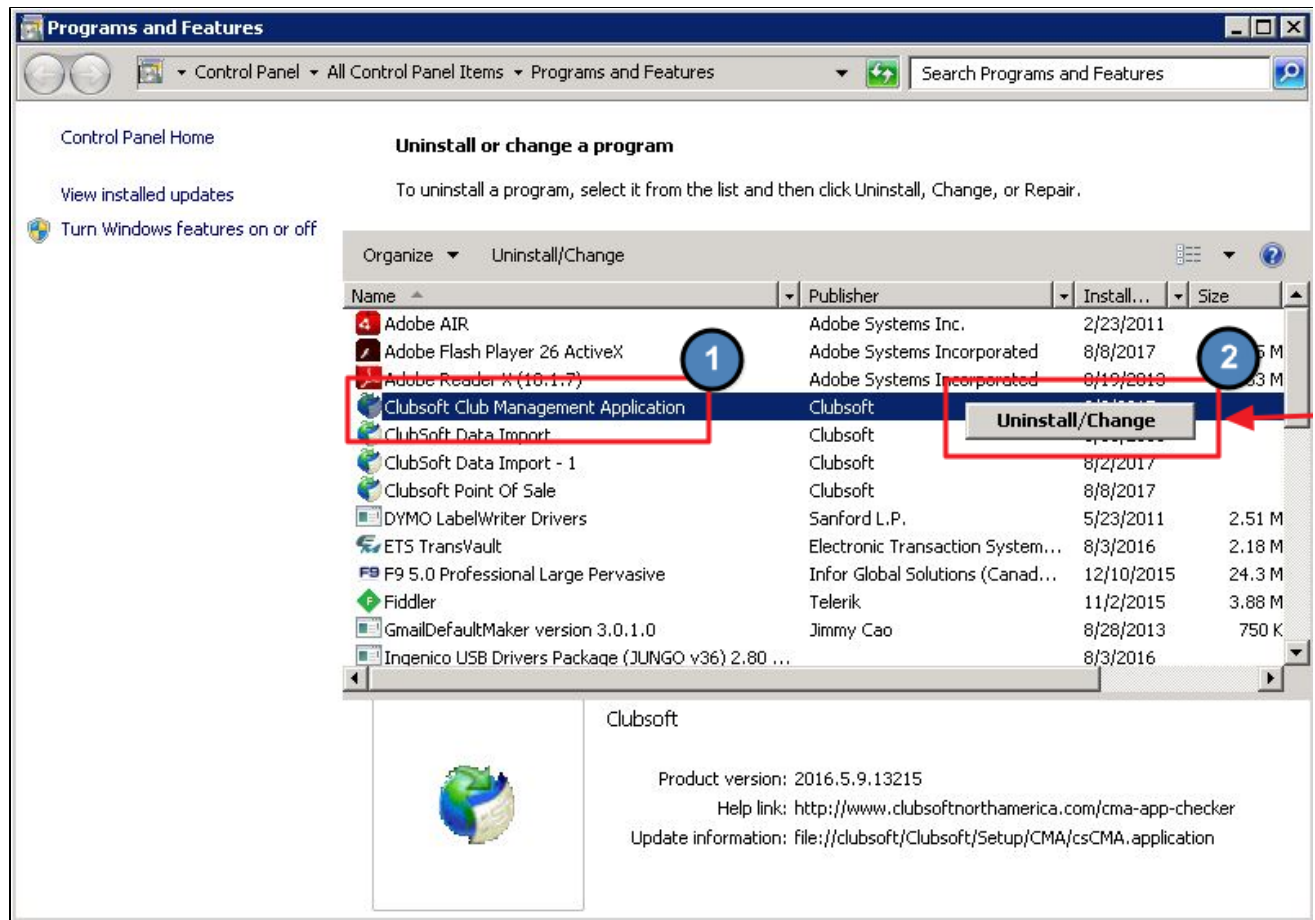 Programs and Features
Control Panel All Control Panel Items Programs and Features Search Programs and Features
Control Panel Home
View installed updates
Turn Windows features on or off
Uninstall or change a program
To uninstall a program, select it from the list and then click Uninstall, Change, or Repair.
Organize Uninstall/Change
Name Publisher Install... Size
Adobe AIR Adobe Systems Inc. 2/23/2011
Adobe Flash Player 26 ActiveX Adobe Systems Incorporated 8/8/2017 M
1
2
Adobe Reader X (10.1.7) Adobe Systems Incorporated 8/19/2013 M
Clubsoft Club Management Application Clubsoft
Uninstall/Change
ClubSoft Data Import Clubsoft
ClubSoft Data Import - 1 Clubsoft 8/2/2017
Clubsoft Point Of Sale Clubsoft 8/8/2017
DYMO LabelWriter Drivers Sanford L.P. 5/23/2011 2.51 M
ETS TransVault Electronic Transaction System... 8/3/2016 2.18 M
F9 F9 5.0 Professional Large Pervasive Infor Global Solutions (Canad... 12/10/2015 24.3 M
Fiddler Telerik 11/2/2015 3.88 M
GmailDefaultMaker version 3.0.1.0 Jimmy Cao 8/28/2013 750 K
Ingenico USB Drivers Package (JUNGO v36) 2.80 ... 8/3/2016
Clubsoft
Product version: 2016.5.9.13215
Help link: http://www.clubsoftnorthamerica.com/cma-app-checker
Update information: file://clubsoft/Clubsoft/Setup/CMA/csCMA.application